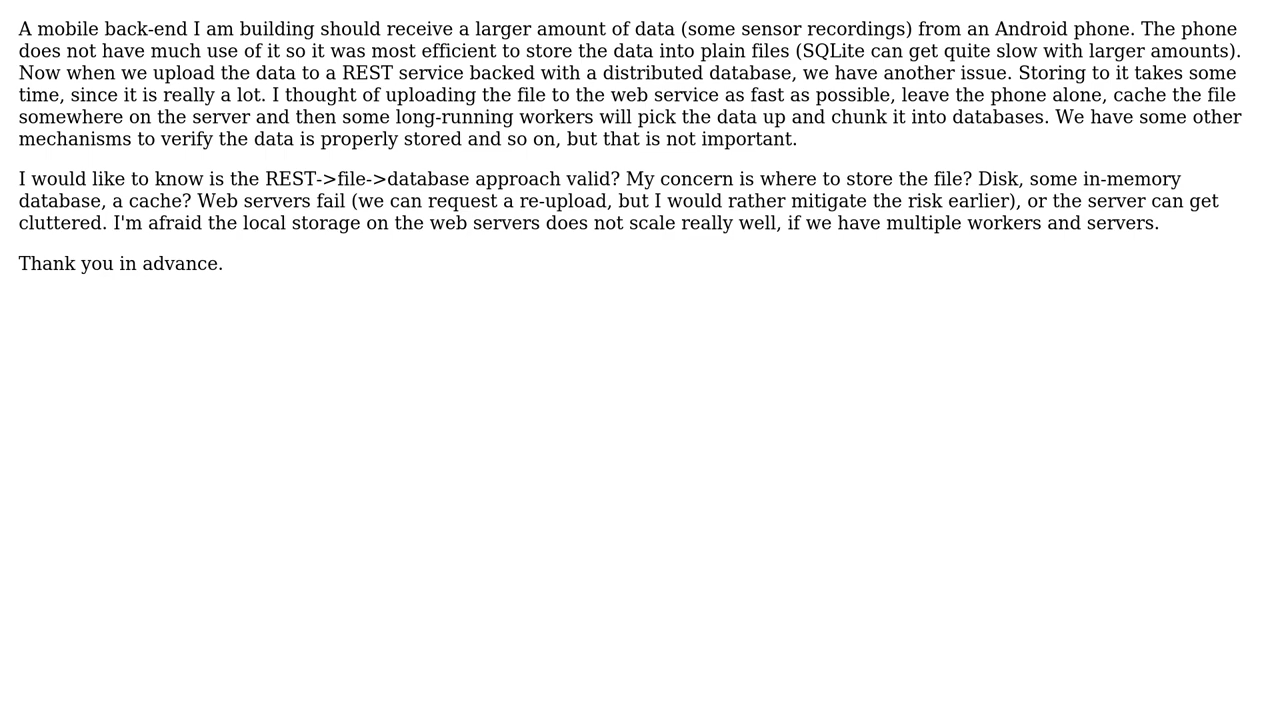 A mobile back-end I am building should receive a larger amount of data (some sensor recordings) from an Android phone. The phone
does not have much use of it so it was most efficient to store the data into plain files (SQLite can get quite slow with larger amounts).
Now when we upload the data to a REST service backed with a distributed database, we have another issue. Storing to it takes some
time, since it is really a lot. I thought of uploading the file to the web service as fast as possible, leave the phone alone, cache the file
somewhere on the server and then some long-running workers will pick the data up and chunk it into databases. We have some other
mechanisms to verify the data is properly stored and so on, but that is not important.
I would like to know is the REST->file->database approach valid? My concern is where to store the file? Disk, some in-memory
database, a cache? Web servers fail (we can request a re-upload, but I would rather mitigate the risk earlier), or the server can get
cluttered. I'm afraid the local storage on the web servers does not scale really well, if we have multiple workers and servers.
Thank you in advance.